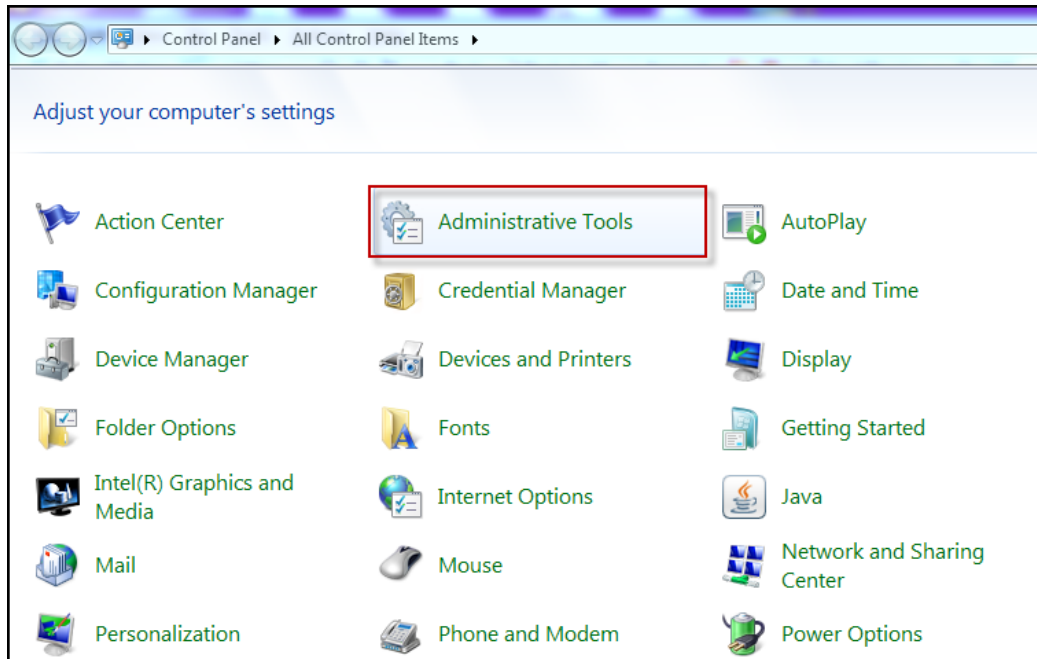 Control Panel ▸ All Control Panel Items ▸
Adjust your computer's settings
Action Center
Administrative Tools
AutoPlay
Configuration Manager
Credential Manager
Date and Time
Device Manager
Devices and Printers
Display
Folder Options
Fonts
Getting Started
Intel(R) Graphics and
Media
Internet Options
Java
Mail
Mouse
Network and Sharing
Center
Personalization
Phone and Modem
Power Options